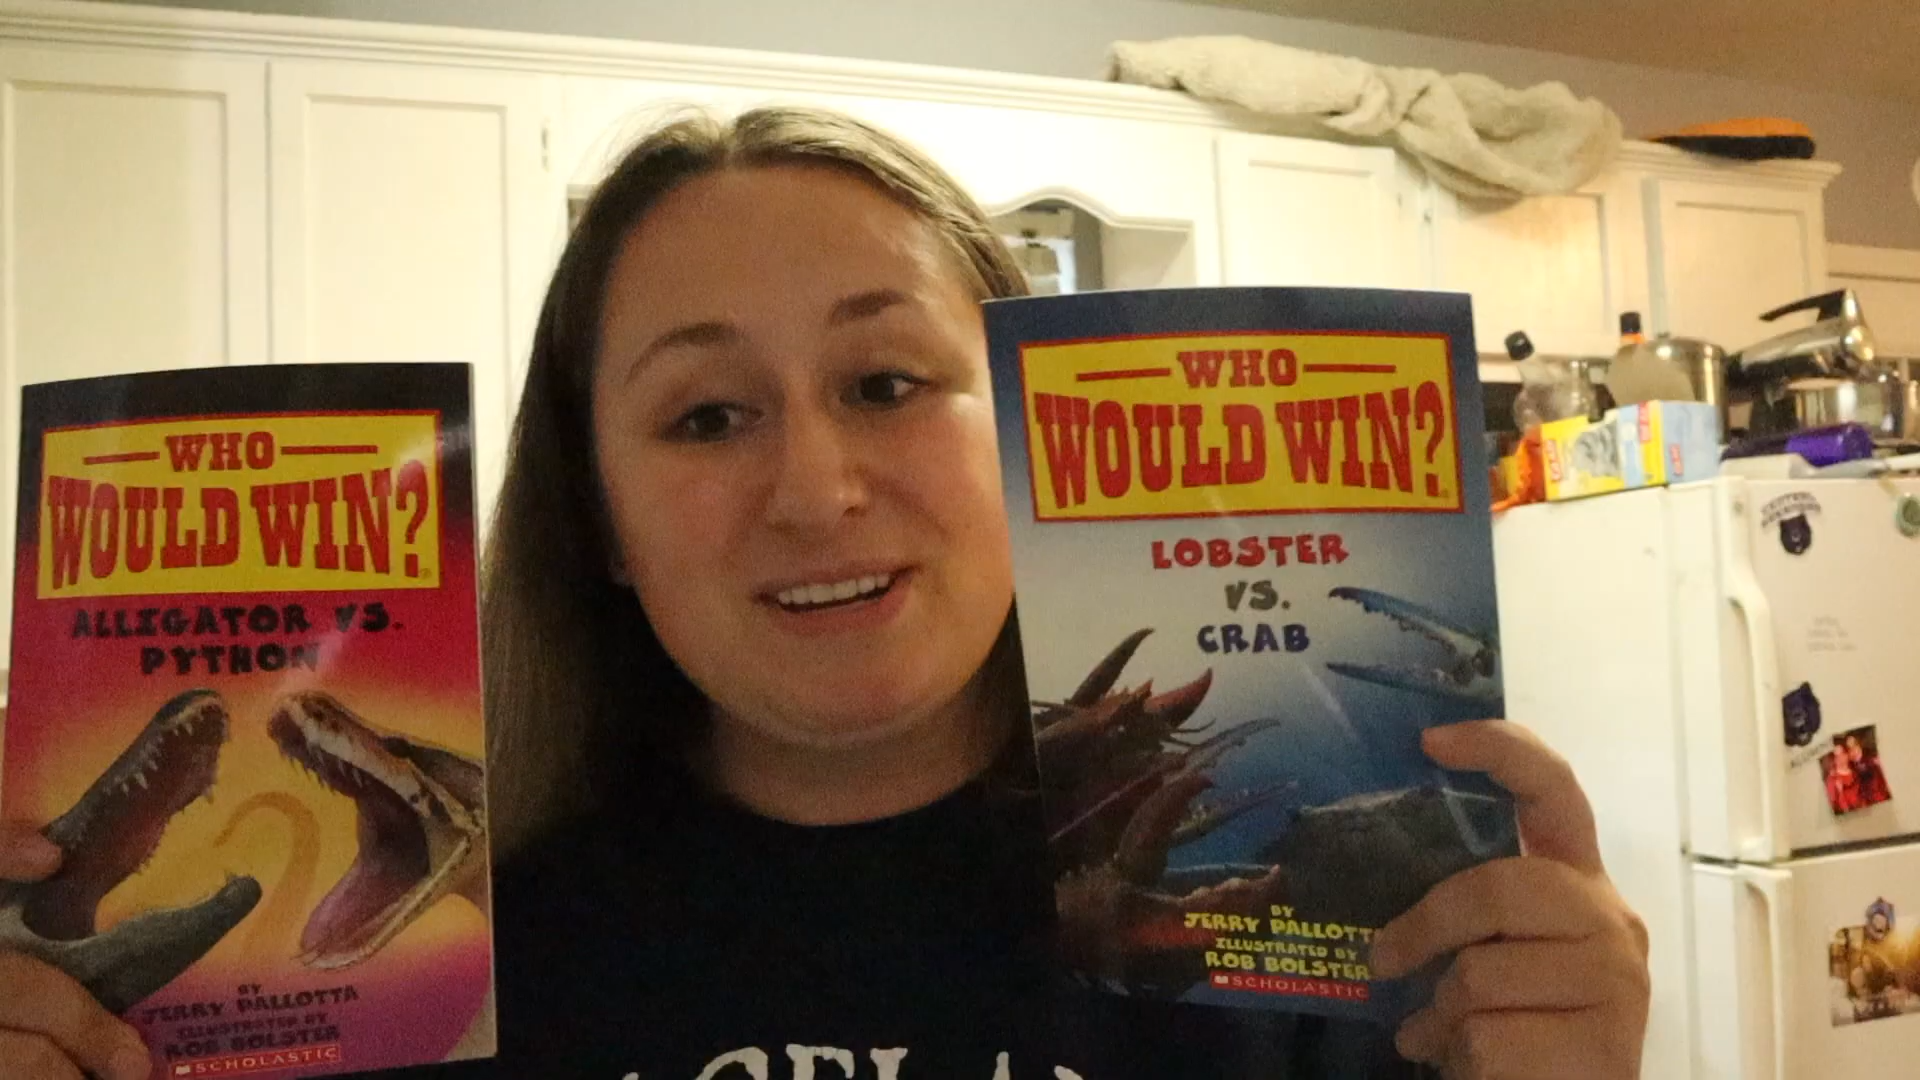 WHO
WOULD WIN?
ALLIGATOR VS.
PYTHON
BY
JERRY PALLOTTA
ILLUSTRATED BY
ROB BOLSTER
SCHOLASTIC
WHO
WOULD WIN?
LOBSTER
VS.
CRAB
BY
JERRY PALLOTT
ILLUSTRATED BY
ROB BOLSTER
SCHOLASTIC